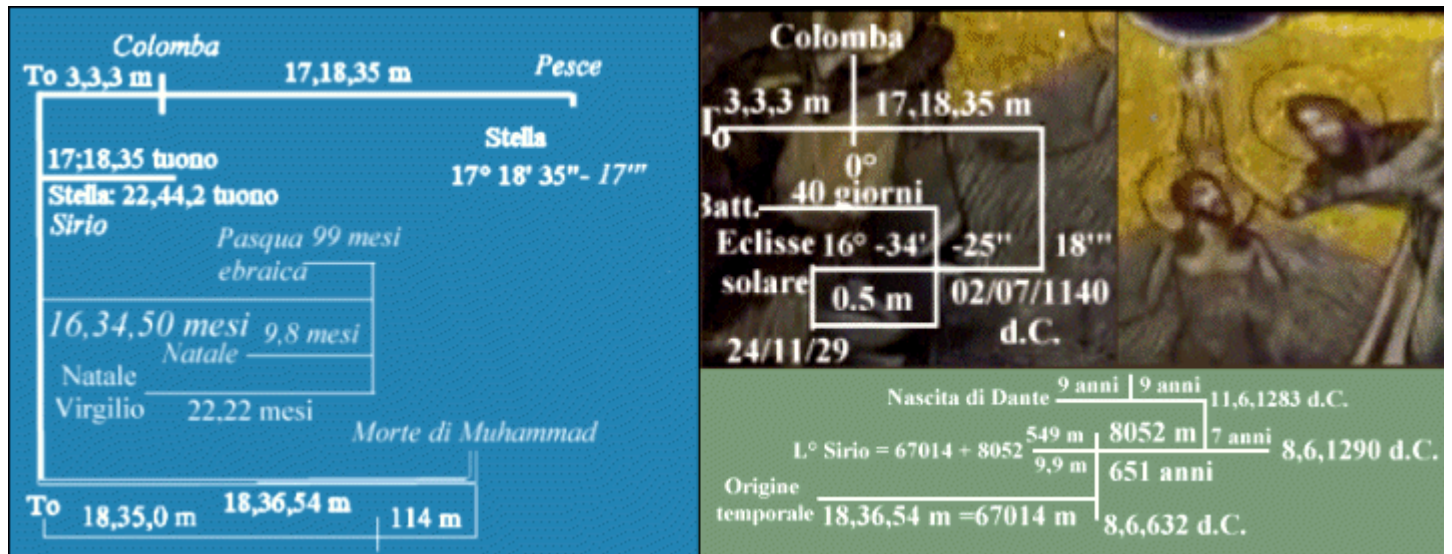 Colomba
To 3,3,3 m
17,18,35 m
Pesce
17;18,35 tuono
Stella: 22,44,2 tuono
Sirio
Stella
17° 18' 35"- 17'"
Pasqua 99 mesi
ebraica
16,34,50 mesi
9,8 mesi
Natale
Natale
Virgilio
22,22 mesi
Morte di Muhammad
To
18,35,0 m
18,36,54 m
114 m
Colomba
3,3,3 m
17,18,35 m
To
0°
40 giorni
Batt.
Eclisse 16° -34' -25" 18'"
solare
0.5 m
02/07/1140
d.C.
24/11/29
9 anni
9 anni
Nascita di Dante
11,6,1283 d.C.
L° Sirio = 67014 + 8052
549 m
8052 m
7 anni
8,6,1290 d.C.
9,9 m
651 anni
Origine
temporale
18,36,54 m =67014 m
8,6,632 d.C.